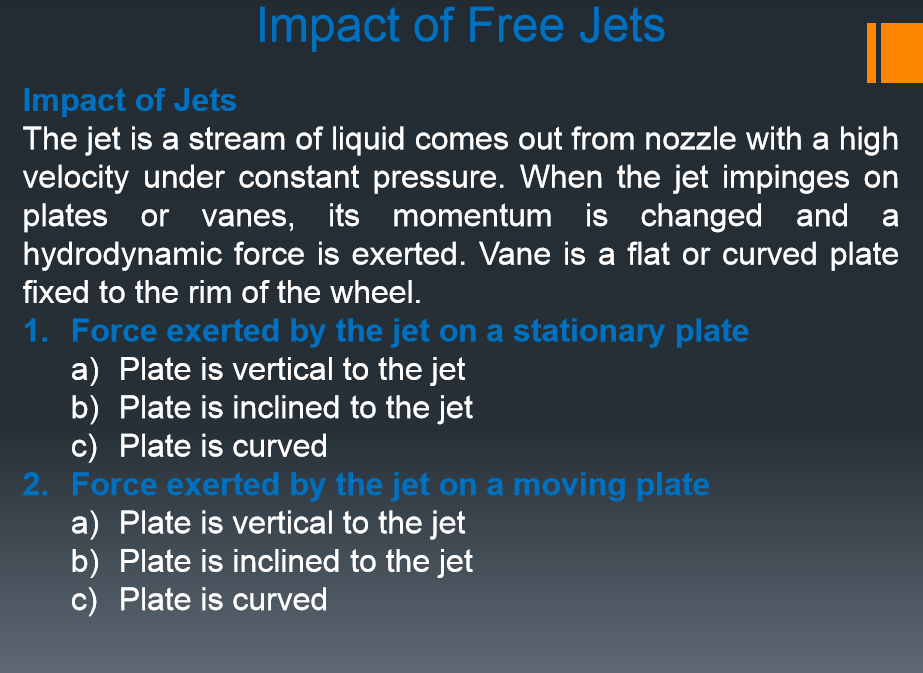 Impact of Free Jets
Impact of Jets
The jet is a stream of liquid comes out from nozzle with a high
velocity under constant pressure. When the jet impinges on
plates or vanes, its momentum is changed and a
hydrodynamic force is exerted. Vane is a flat or curved plate
fixed to the rim of the wheel.
1. Force exerted by the jet on a stationary plate
a) Plate is vertical to the jet
b) Plate is inclined to the jet
c) Plate is curved
2. Force exerted by the jet on a moving plate
a) Plate is vertical to the jet
b) Plate is inclined to the jet
c) Plate is curved